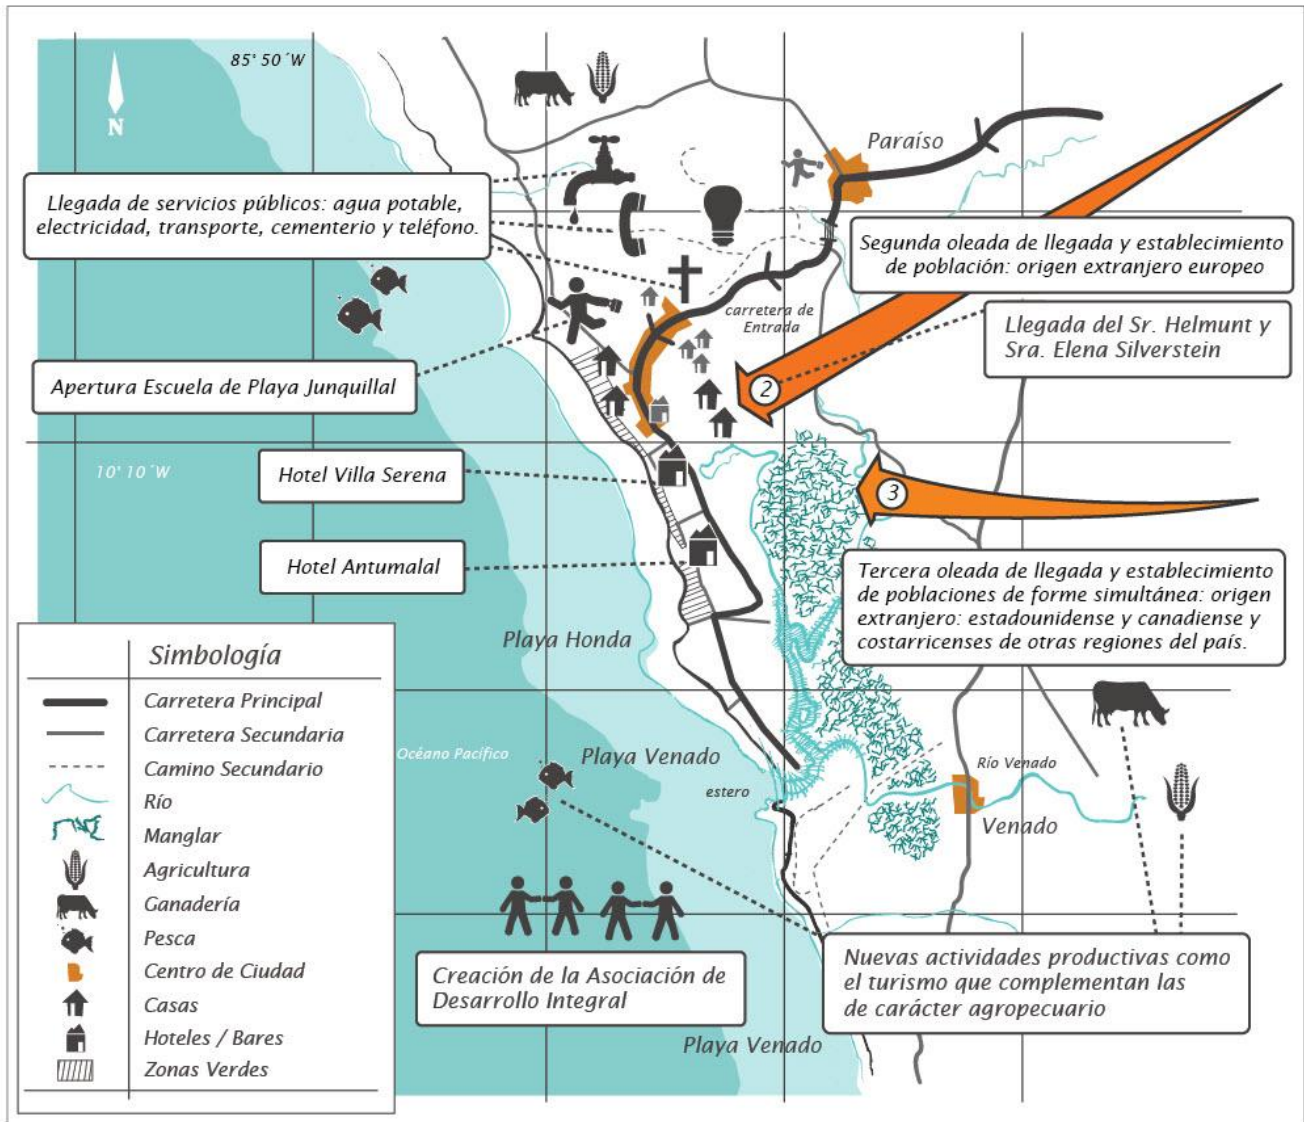 85° 50 ´W
N
Paraíso
Llegada de servicios públicos: agua potable,
electricidad, transporte, cementerio y teléfono.
Segunda oleada de llegada y establecimiento
de población: origen extranjero europeo
carretera de
Entrada
Llegada del Sr. Helmunt y
Sra. Elena Silverstein
Apertura Escuela de Playa Junquillal
2
10° 10 ´W
Hotel Villa Serena
3
Hotel Antumalal
Tercera oleada de llegada y establecimiento
de poblaciones de forme simultánea: origen
extranjero: estadounidense y canadiense y
costarricenses de otras regiones del país.
Playa Honda
Simbología
Carretera Principal
Carretera Secundaria
Camino Secundario
Río
Manglar
Agricultura
Ganadería
Pesca
Centro de Ciudad
Casas
Hoteles / Bares
Zonas Verdes
Océano Pacífico
Playa Venado
estero
Río Venado
Venado
Creación de la Asociación de
Desarrollo Integral
Nuevas actividades productivas como
el turismo que complementan las
de carácter agropecuario
Playa Venado